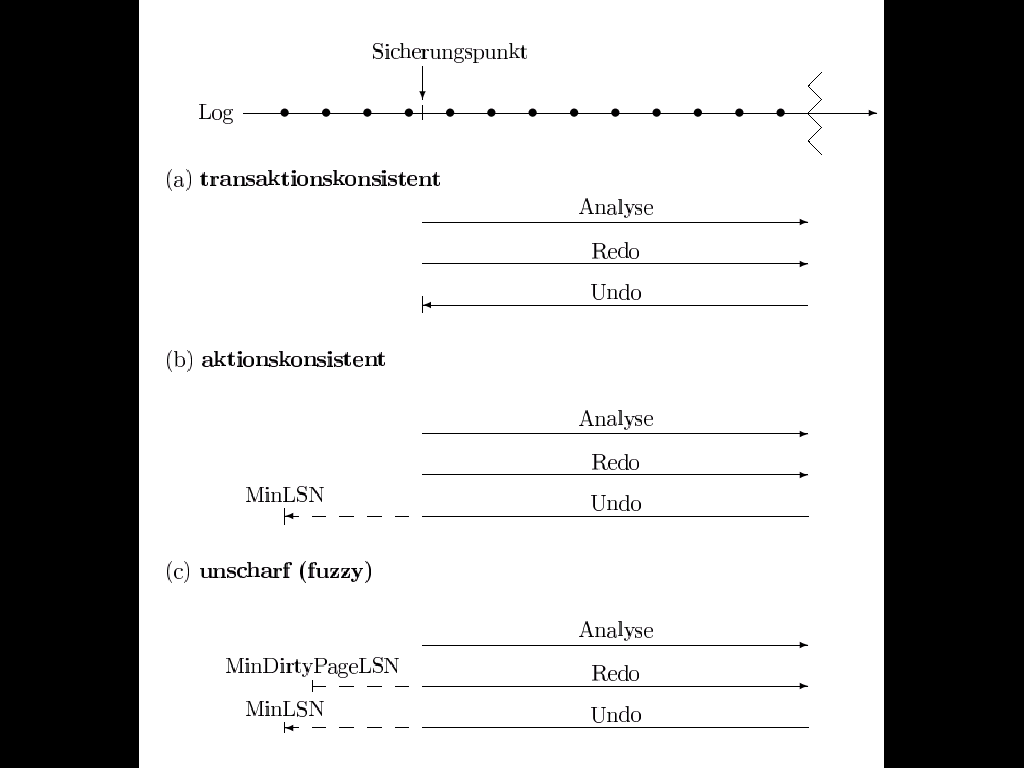 Sicherungspunkt
Log
(a) transaktionskonsistent
Analyse
Redo
Undo
(b) aktionskonsistent
Analyse
Redo
MinLSN
Undo
(c) unscharf (fuzzy)
Analyse
MinDirtyPageLSN
Redo
MinLSN
Undo